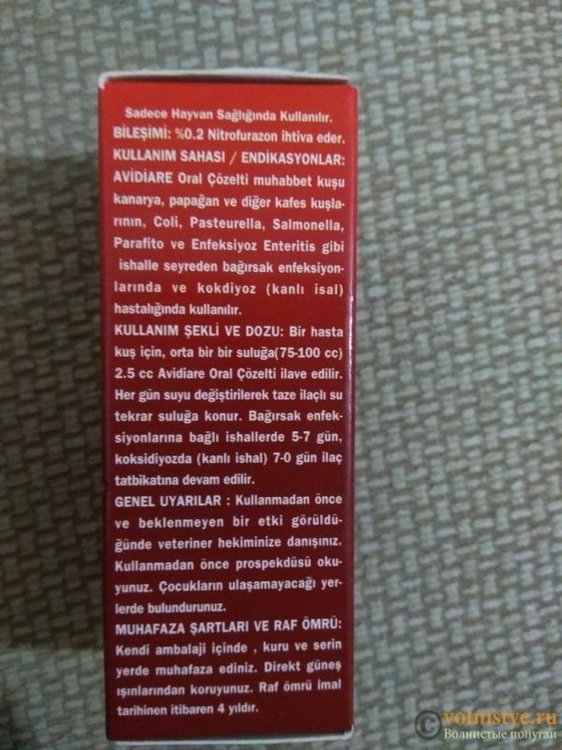 Sadece Hayvan Sağlığında Kullanılır.
BİLEŞİMİ: %0.2 Nitrofurazon ihtiva eder.
KULLANIM SAHASI / ENDİKASYONLAR:
AVIDIARE Oral Çözelti muhabbet kuşu
kanarya, papağan ve diğer kafes kuşla-
rının, Coli, Pasteurella, Salmonella,
Parafito ve Enfeksiyoz Enteritis gibi
ishalle seyreden bağırsak enfeksiyon-
larında ve kokdiyoz (kanlı isal)
hastalığında kullanılır.
KULLANIM ŞEKLİ VE DOZU: Bir hasta
kuş için, orta bir bir suluğa(75-100 cc)
2.5 cc Avidiare Oral Çözelti ilave edilir.
Her gün suyu değiştirilerek taze ilaçlı su
tekrar suluğa konur. Bağırsak enfek-
siyonlarına bağlı ishallerde 5-7 gün,
koksidiyozda (kanlı ishal) 7-0 gün ilaç
tatbikatına devam edilir.
GENEL UYARILAR : Kullanmadan önce
ve beklenmeyen bir etki görüldü-
ğünde veteriner hekiminize danışınız.
Kullanmadan önce prospekdüsü oku-
yunuz. Çocukların ulaşamayacağı yer-
lerde bulundurunuz.
MUHAFAZA ŞARTLARI VE RAF ÖMRÜ:
Kendi ambalaji içinde , kuru ve serin
yerde muhafaza ediniz. Direkt güneş
ışınlarından koruyunuz. Raf ömrü imal
tarihinen itibaren 4 yıldır.
© volnistye.ru
Волнистые попугаи